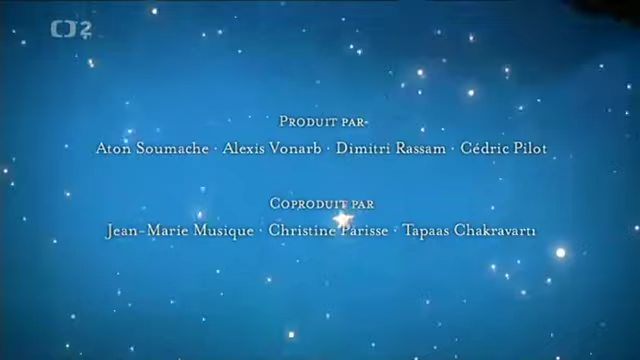 Č2
Produit par
Aton Soumache · Alexis Vonarb · Dimitri Rassam · Cédric Pilot
Coproduit par
Jean-Marie Musique · Christine Parisse · Tapaas Chakravarti